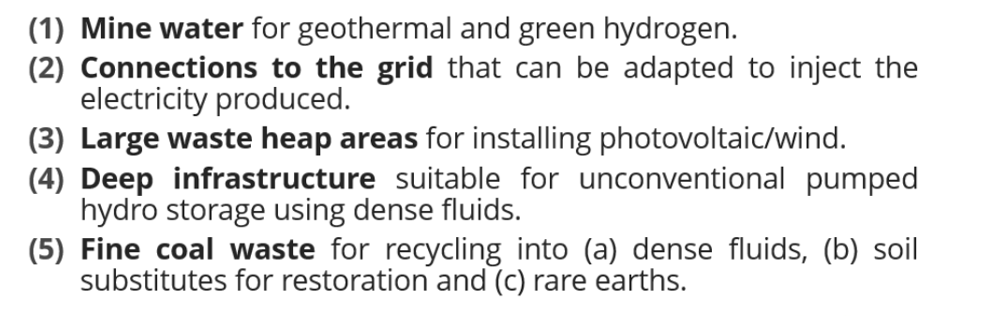 (1) Mine water for geothermal and green hydrogen.
(2) Connections to the grid that can be adapted to inject the
electricity produced.
(3) Large waste heap areas for installing photovoltaic/wind.
(4) Deep infrastructure suitable for unconventional pumped
hydro storage using dense fluids.
(5) Fine coal waste for recycling into (a) dense fluids, (b) soil
substitutes for restoration and (c) rare earths.